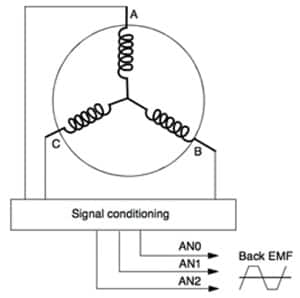 A
C
B
Signal conditioning
AN0
AN1
AN2
Back EMF